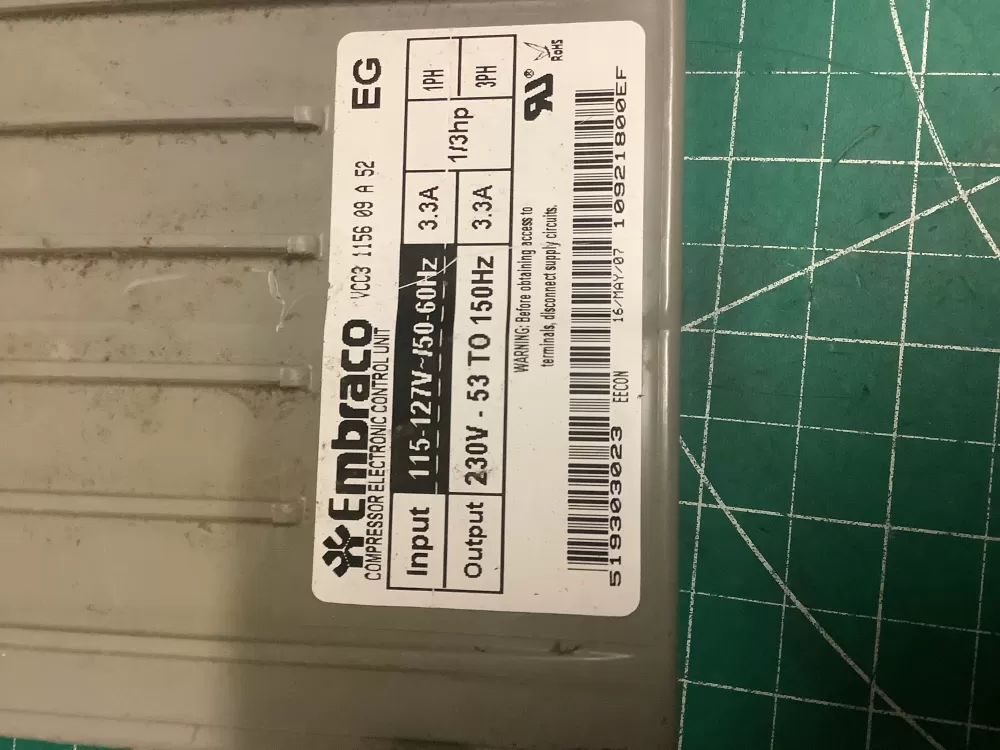 Embraco VCC3 1156 09 A 52 EG
COMPRESSOR ELECTRONIC CONTROL UNIT
Input 115-127V~/50-60Hz 3.3A 1/3hp 1PH
Output 230V - 53 TO 150Hz 3.3A 3PH
WARNING: Before obtaining access to
terminals, disconnect supply circuits.
RU® RoHS
519303023 EECON 16/MAY/07 10921800EF